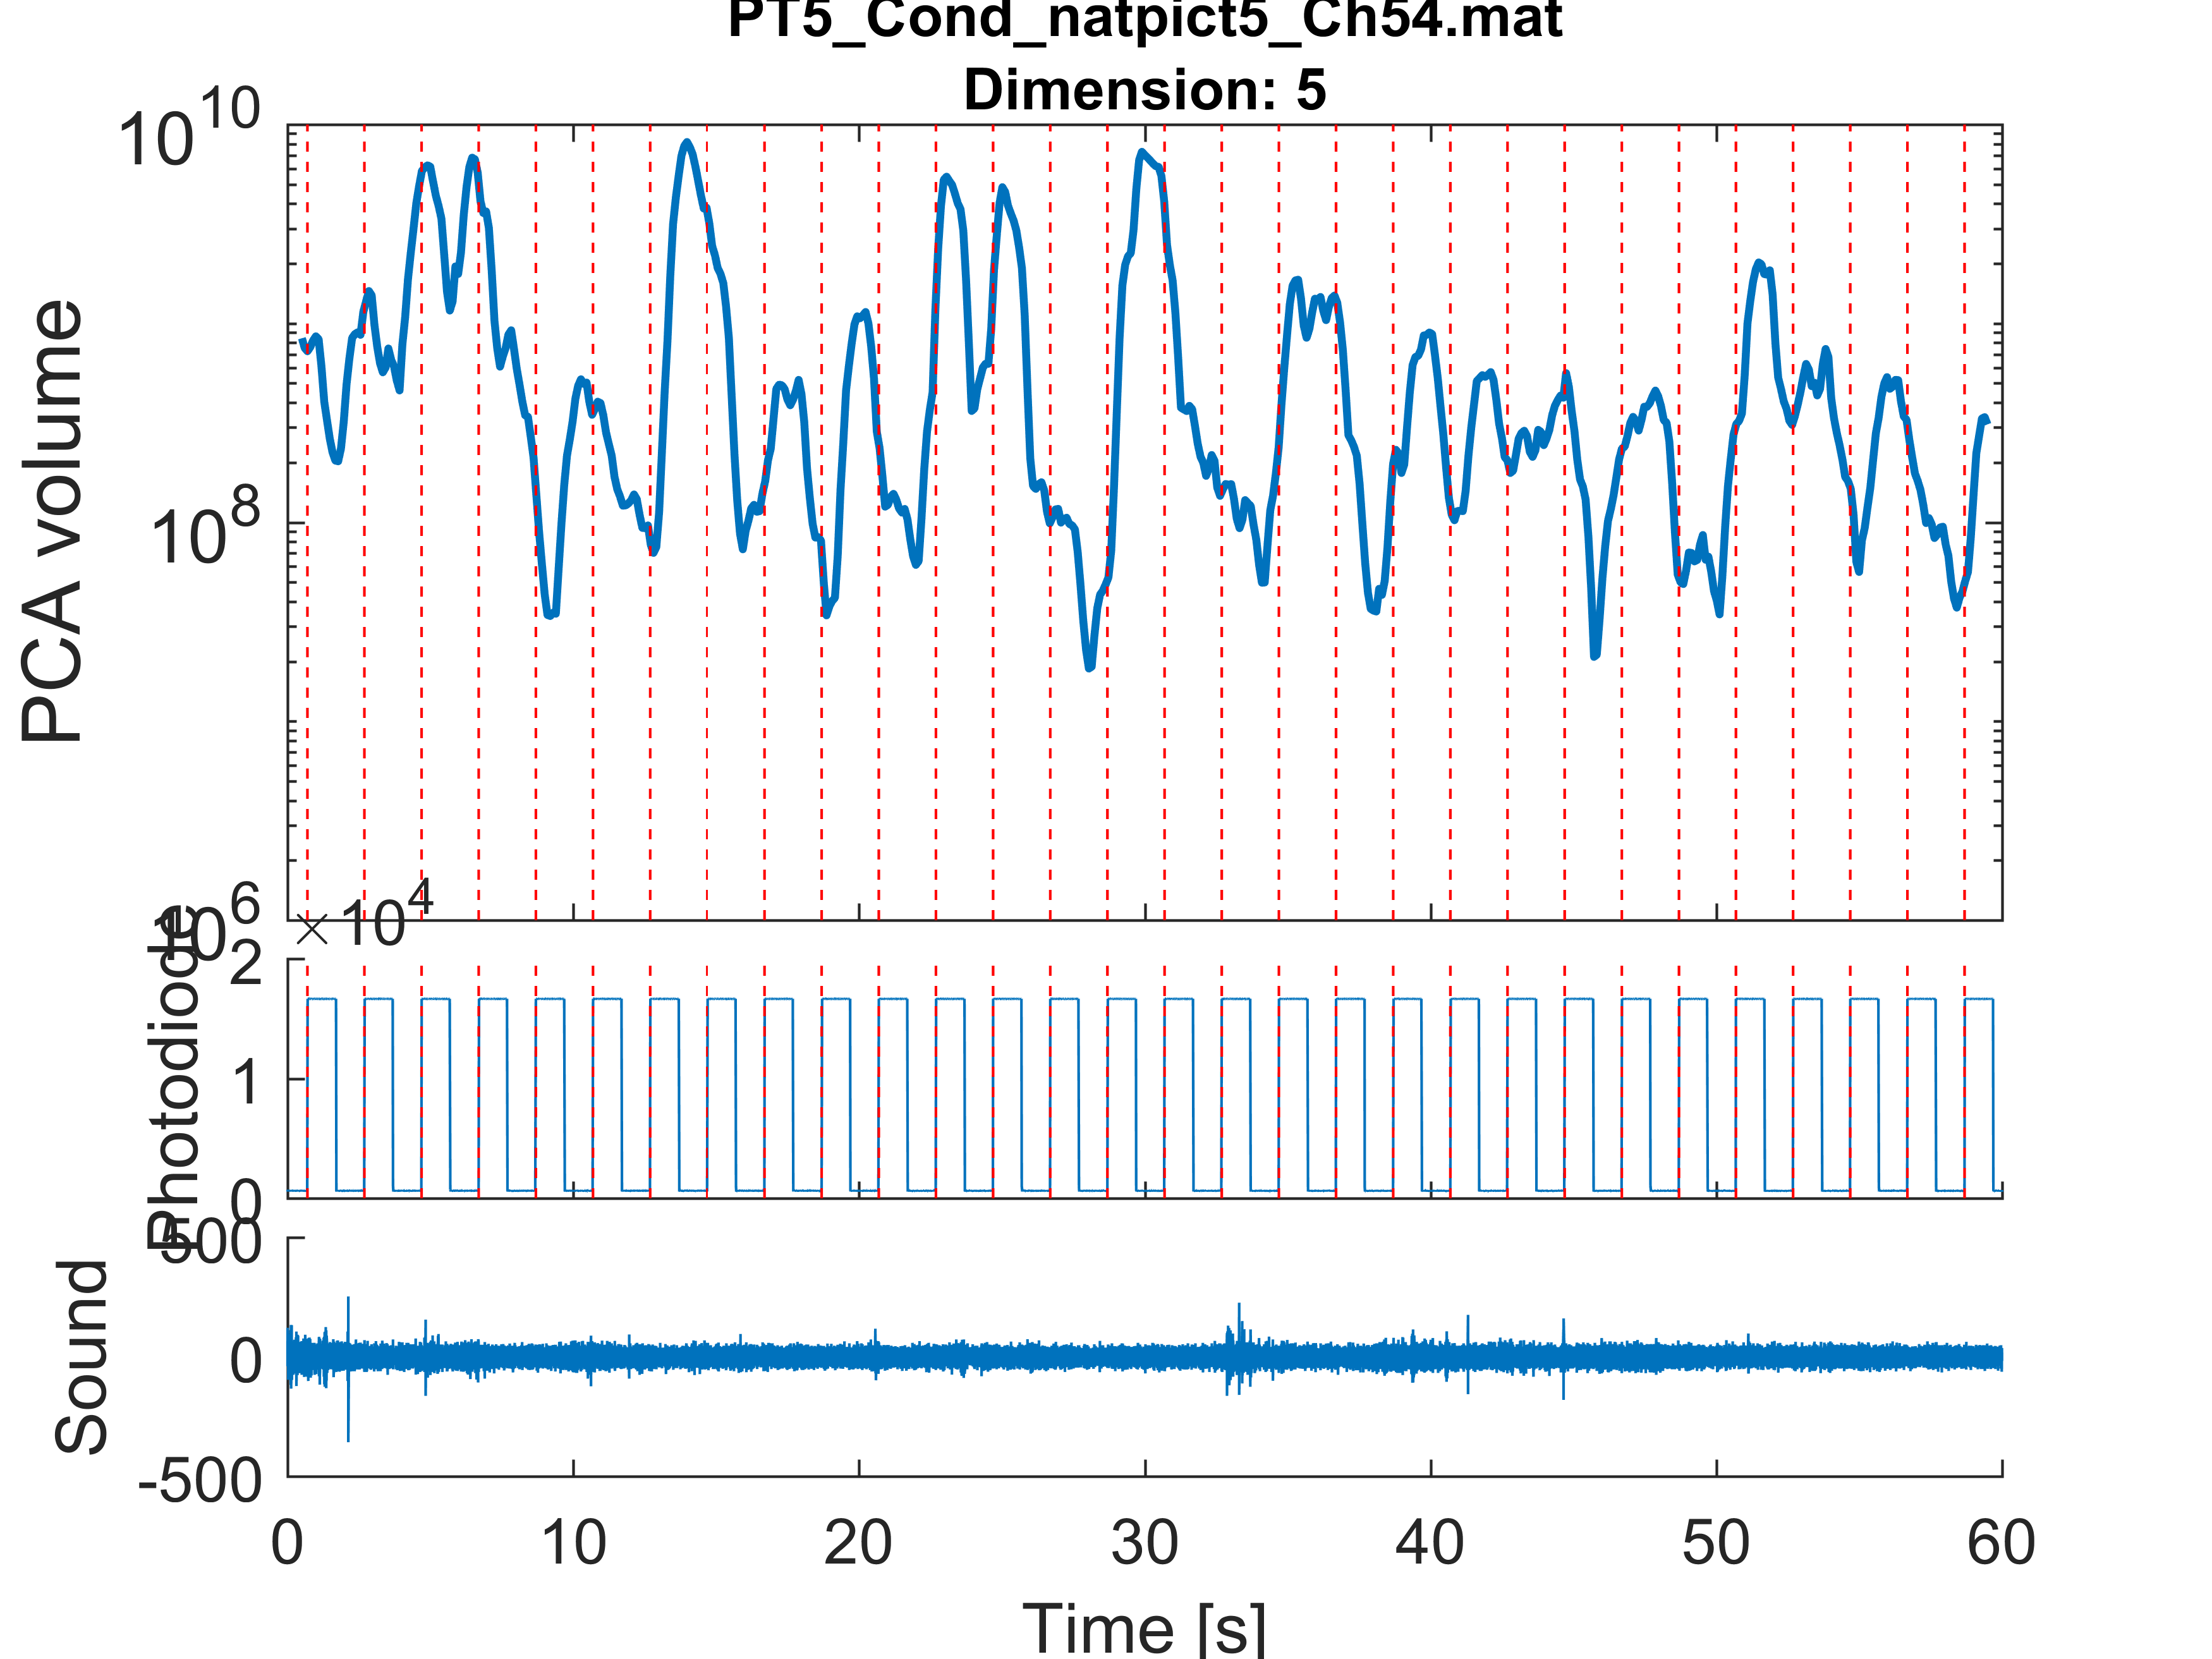 PT5_Cond_natpict5_Ch54.mat
Dimension: 5
10^10
10^8
10^6
PCA volume
×10^4
2
1
0
Photodiode
500
0
-500
Sound
0 10 20 30 40 50 60
Time [s]